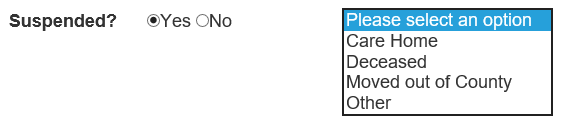 Suspended? Yes No Please select an option
Care Home
Deceased
Moved out of County
Other